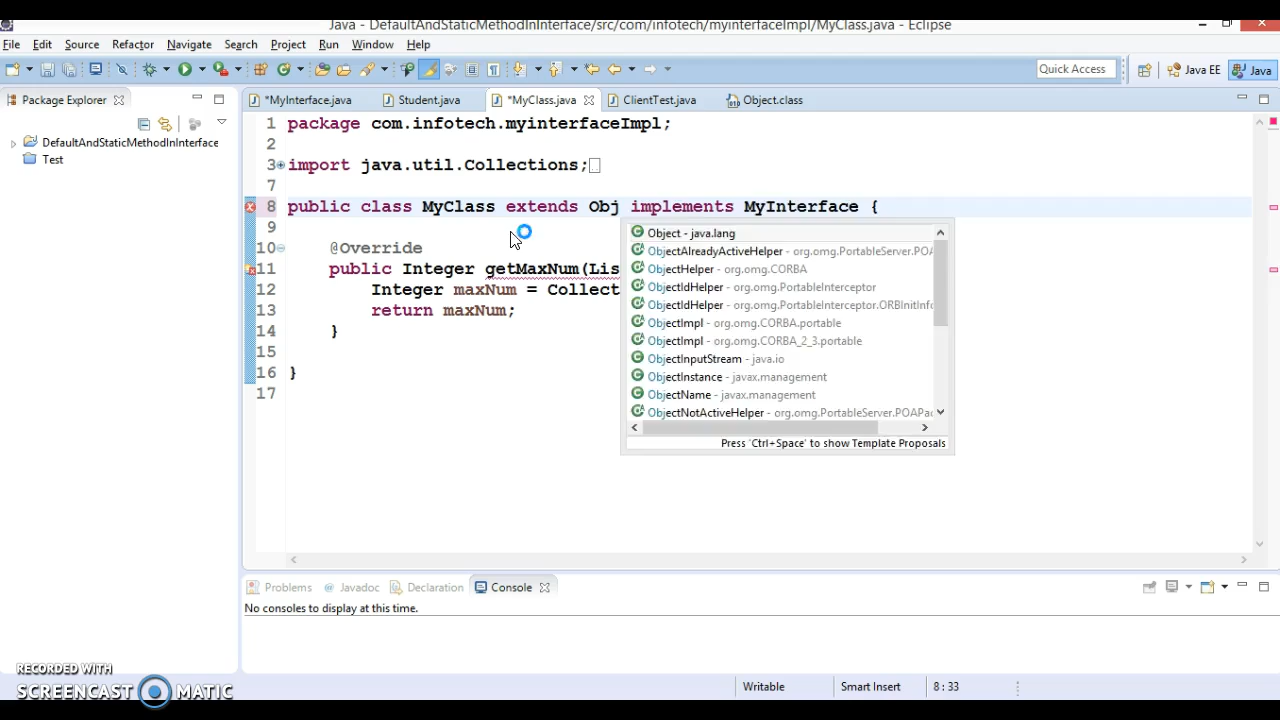 Java - DefaultAndStaticMethodInInterface/src/com/infotech/myinterfaceImpl/MyClass.java - Eclipse
File Edit Source Refactor Navigate Search Project Run Window Help
Quick Access Java EE Java
Package Explorer *MyInterface.java Student.java *MyClass.java ClientTest.java Object.class
DefaultAndStaticMethodInInterface
Test
1 package com.infotech.myinterfaceImpl;
2
3 import java.util.Collections;
7
8 public class MyClass extends Obj implements MyInterface {
9
10 @Override
11 public Integer getMaxNum(Lis
12 Integer maxNum = Collect
13 return maxNum;
14 }
15
16 }
17
Object - java.lang
ObjectAlreadyActiveHelper - org.omg.PortableServer.POA
ObjectHelper - org.omg.CORBA
ObjectIdHelper - org.omg.PortableInterceptor
ObjectIdHelper - org.omg.PortableInterceptor.ORBInitInfo
ObjectImpl - org.omg.CORBA.portable
ObjectImpl - org.omg.CORBA_2_3.portable
ObjectInputStream - java.io
ObjectInstance - javax.management
ObjectName - javax.management
ObjectNotActiveHelper - org.omg.PortableServer.POAPac
Press 'Ctrl+Space' to show Template Proposals
Problems @ Javadoc Declaration Console
No consoles to display at this time.
Writable Smart Insert 8 : 33
RECORDED WITH
SCREENCAST MATIC